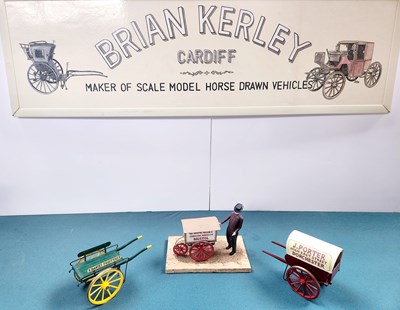 BRIAN KERLEY
CARDIFF
MAKER OF SCALE MODEL HORSE DRAWN VEHICLES
J. PORTER